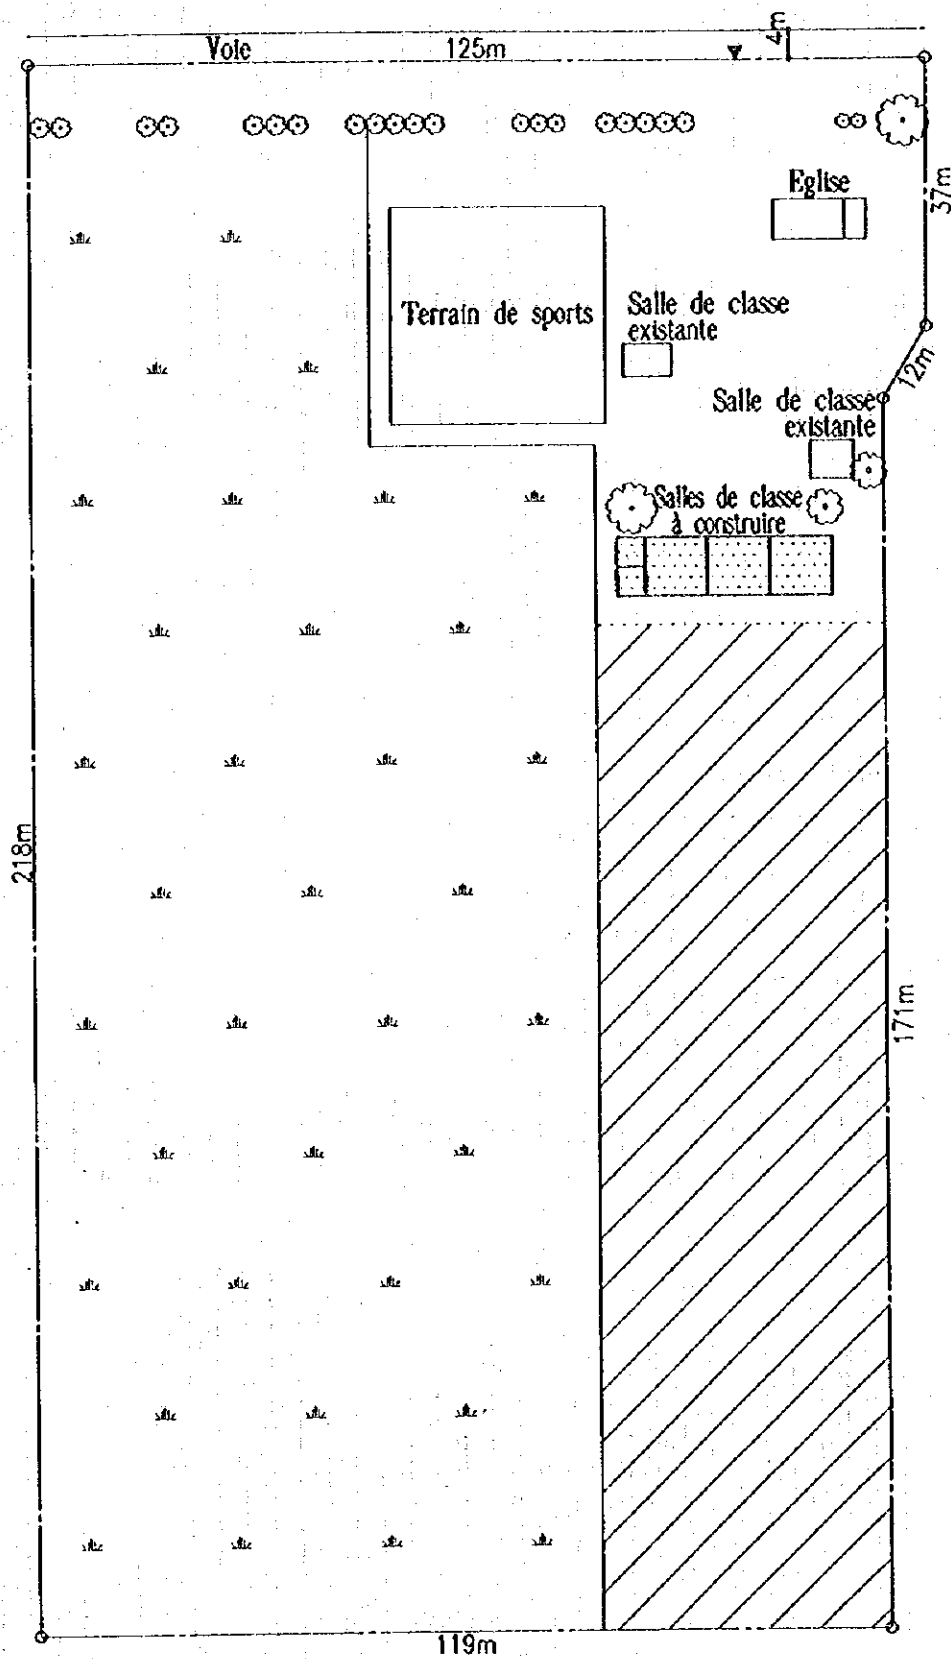 Voie 125m 4m
Eglise
37m
Terrain de sports
Salle de classe
existante
12m
Salle de classe
existante
Salles de classe
à construire
218m
171m
119m